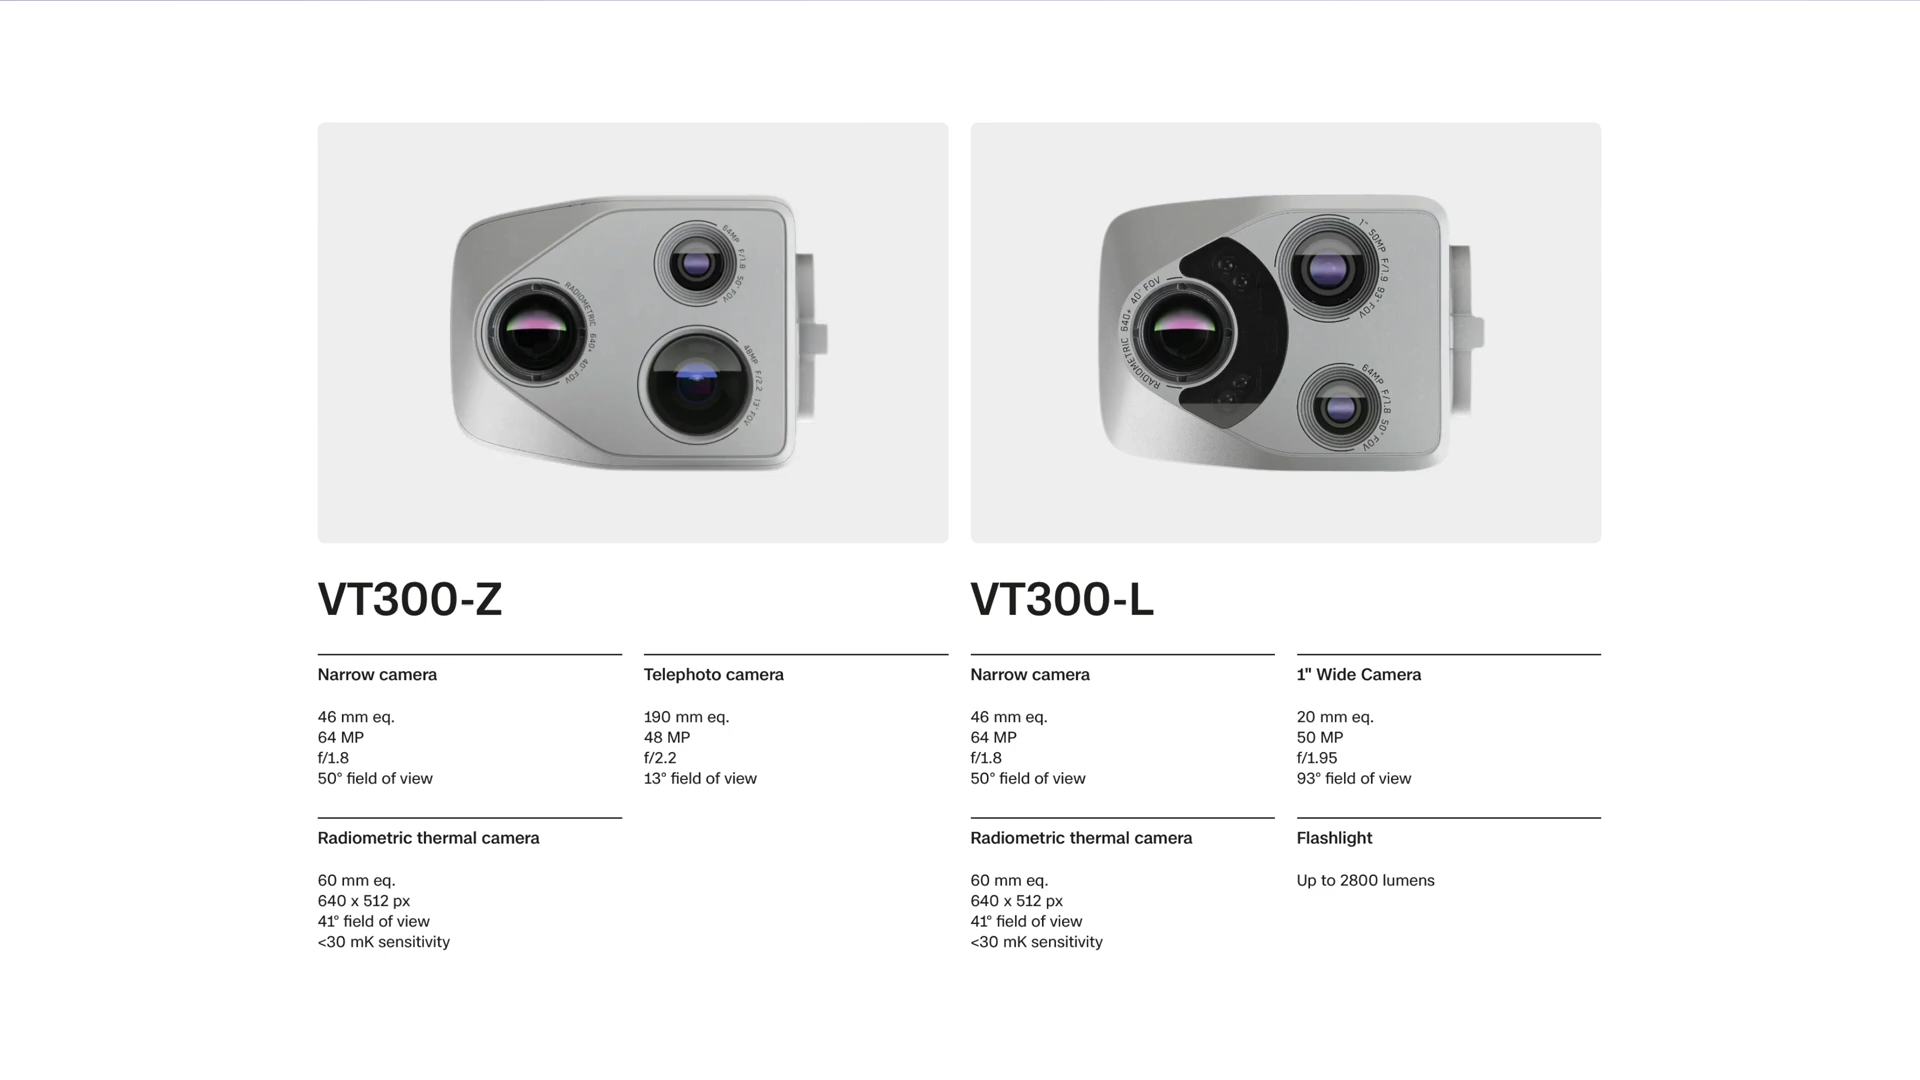 64MP F/1.8 50° FOV
RADIOMETRIC 640+ 40° FOV
48MP F/2.2 13° FOV
1" 50MP F/1.9 93° FOV
RADIOMETRIC 640+ 40° FOV
64MP F/1.8 50° FOV
VT300-Z
Narrow camera
46 mm eq.
64 MP
f/1.8
50° field of view
Telephoto camera
190 mm eq.
48 MP
f/2.2
13° field of view
Radiometric thermal camera
60 mm eq.
640 x 512 px
41° field of view
<30 mK sensitivity
VT300-L
Narrow camera
46 mm eq.
64 MP
f/1.8
50° field of view
1" Wide Camera
20 mm eq.
50 MP
f/1.95
93° field of view
Radiometric thermal camera
60 mm eq.
640 x 512 px
41° field of view
<30 mK sensitivity
Flashlight
Up to 2800 lumens